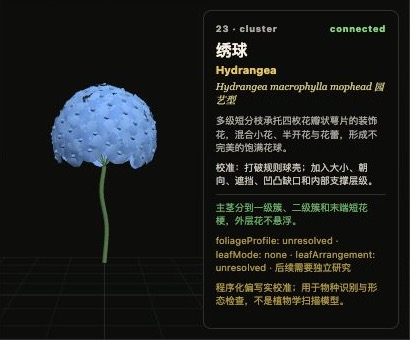 23 · cluster
connected
绣球
Hydrangea
Hydrangea macrophylla mophead 园
艺型
多级短分枝承托四枚花瓣状萼片的装饰
花，混合小花、半开花与花蕾，形成不
完美的饱满花球。
校准：打破规则球壳；加入大小、朝
向、遮挡、凹凸缺口和内部支撑层级。
主茎分到一级簇、二级簇和末端短花
梗，外层花不悬浮。
foliageProfile: unresolved ·
leafMode: none · leafArrangement:
unresolved · 后续需要独立研究
程序化偏写实校准；用于物种识别与形
态检查，不是植物学扫描模型。